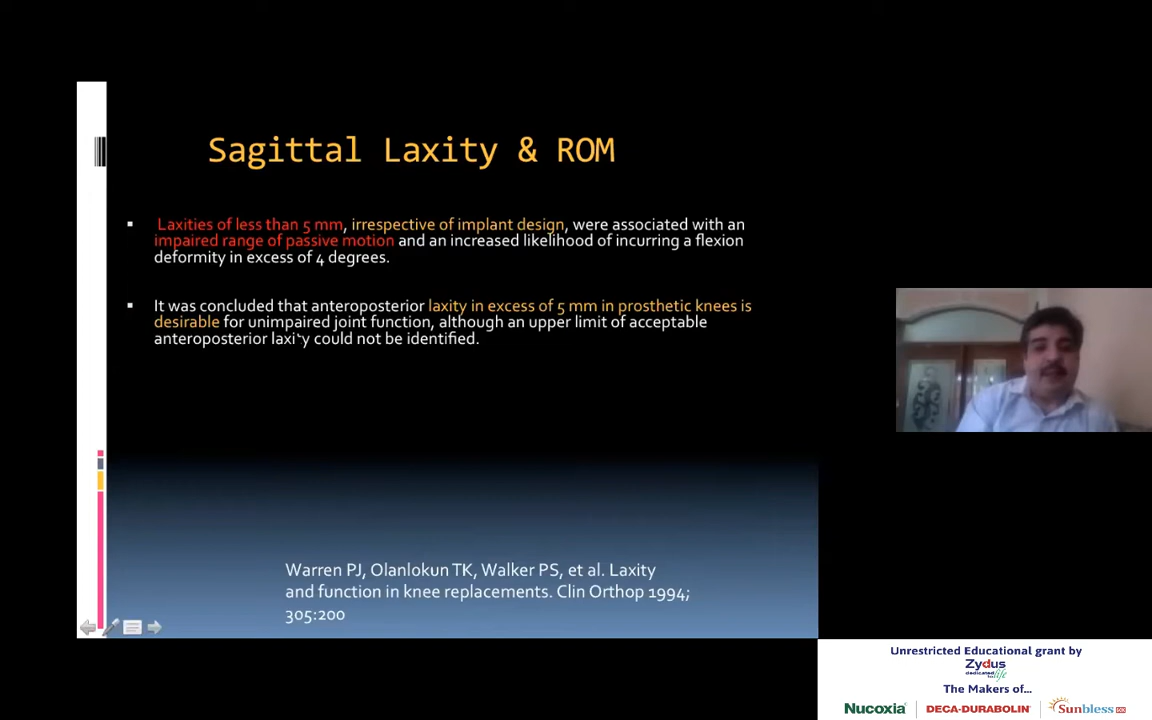 Sagittal Laxity & ROM
Laxities of less than 5 mm, irrespective of implant design, were associated with an
impaired range of passive motion and an increased likelihood of incurring a flexion
deformity in excess of 4 degrees.
It was concluded that anteroposterior laxity in excess of 5 mm in prosthetic knees is
desirable for unimpaired joint function, although an upper limit of acceptable
anteroposterior laxity could not be identified.
Warren PJ, Olanlokun TK, Walker PS, et al. Laxity
and function in knee replacements. Clin Orthop 1994;
305:200
Unrestricted Educational grant by
Zydus
dedicated to life
The Makers of...
Nucoxia DECA-DURABOLIN Sunbless